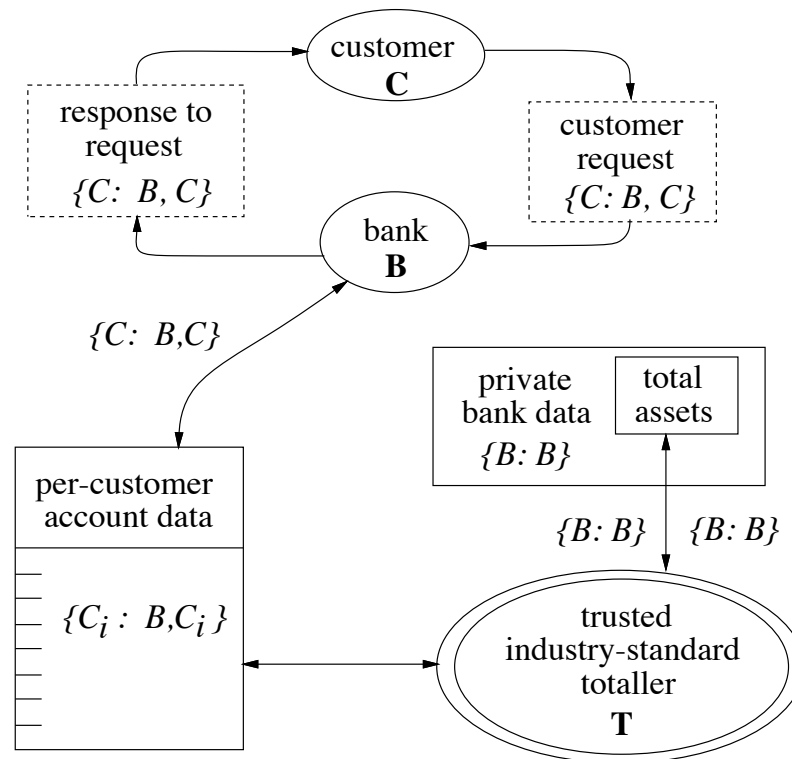 customer
C
response to
request
{C: B, C}
customer
request
{C: B, C}
bank
B
{C: B,C}
private
bank data
{B: B}
total
assets
per-customer
account data
{B: B} {B: B}
{Ci : B,Ci }
trusted
industry-standard
totaller
T